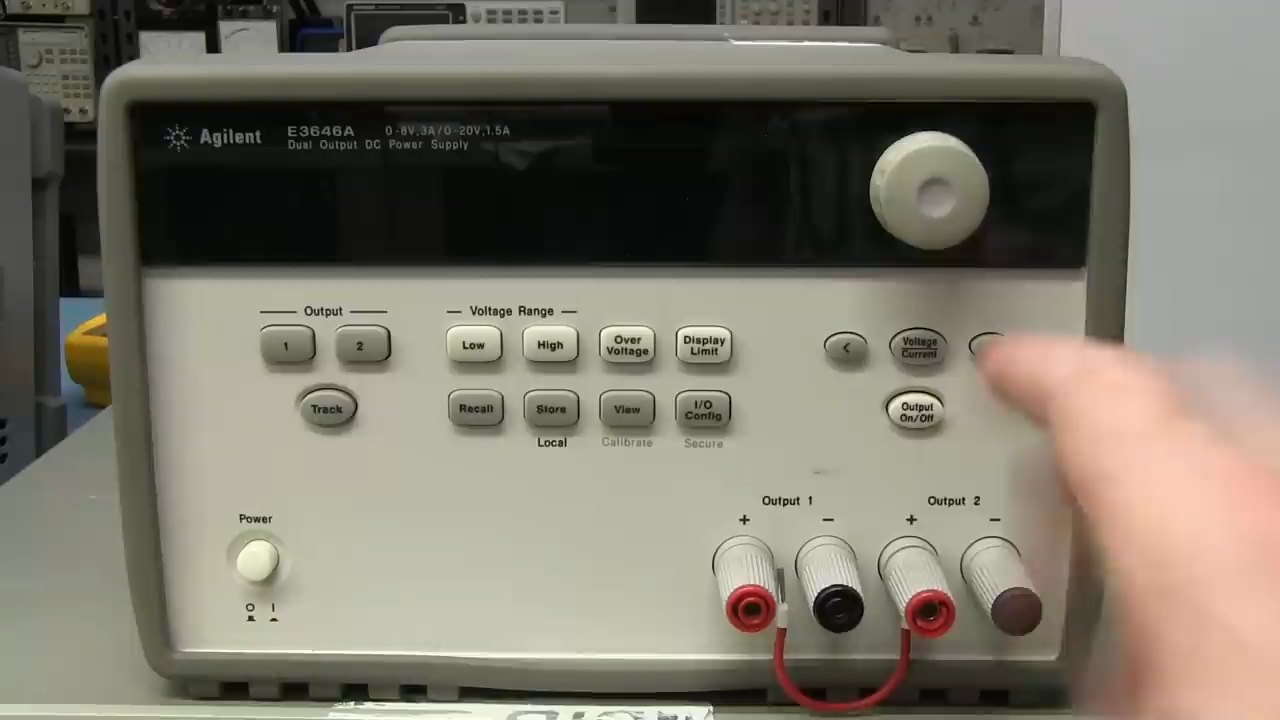 Agilent
E3646A 0-8V,3A/0-20V,1.5A
Dual Output DC Power Supply
Output
Voltage Range
1
2
Low
High
Over Voltage
Display Limit
<
Voltage
Current
Track
Recall
Store
View
I/O Config
Output On/Off
Local
Calibrate
Secure
Output 1
Output 2
+
−
+
−
Power
O I